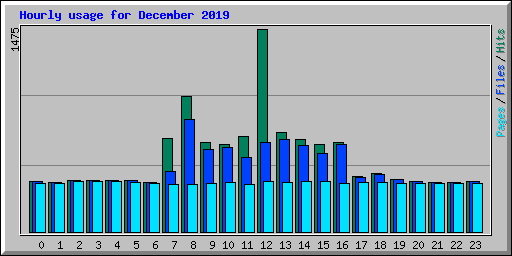 Hourly usage for December 2019
1475
Pages / Files / Hits
0 1 2 3 4 5 6 7 8 9 10 11 12 13 14 15 16 17 18 19 20 21 22 23